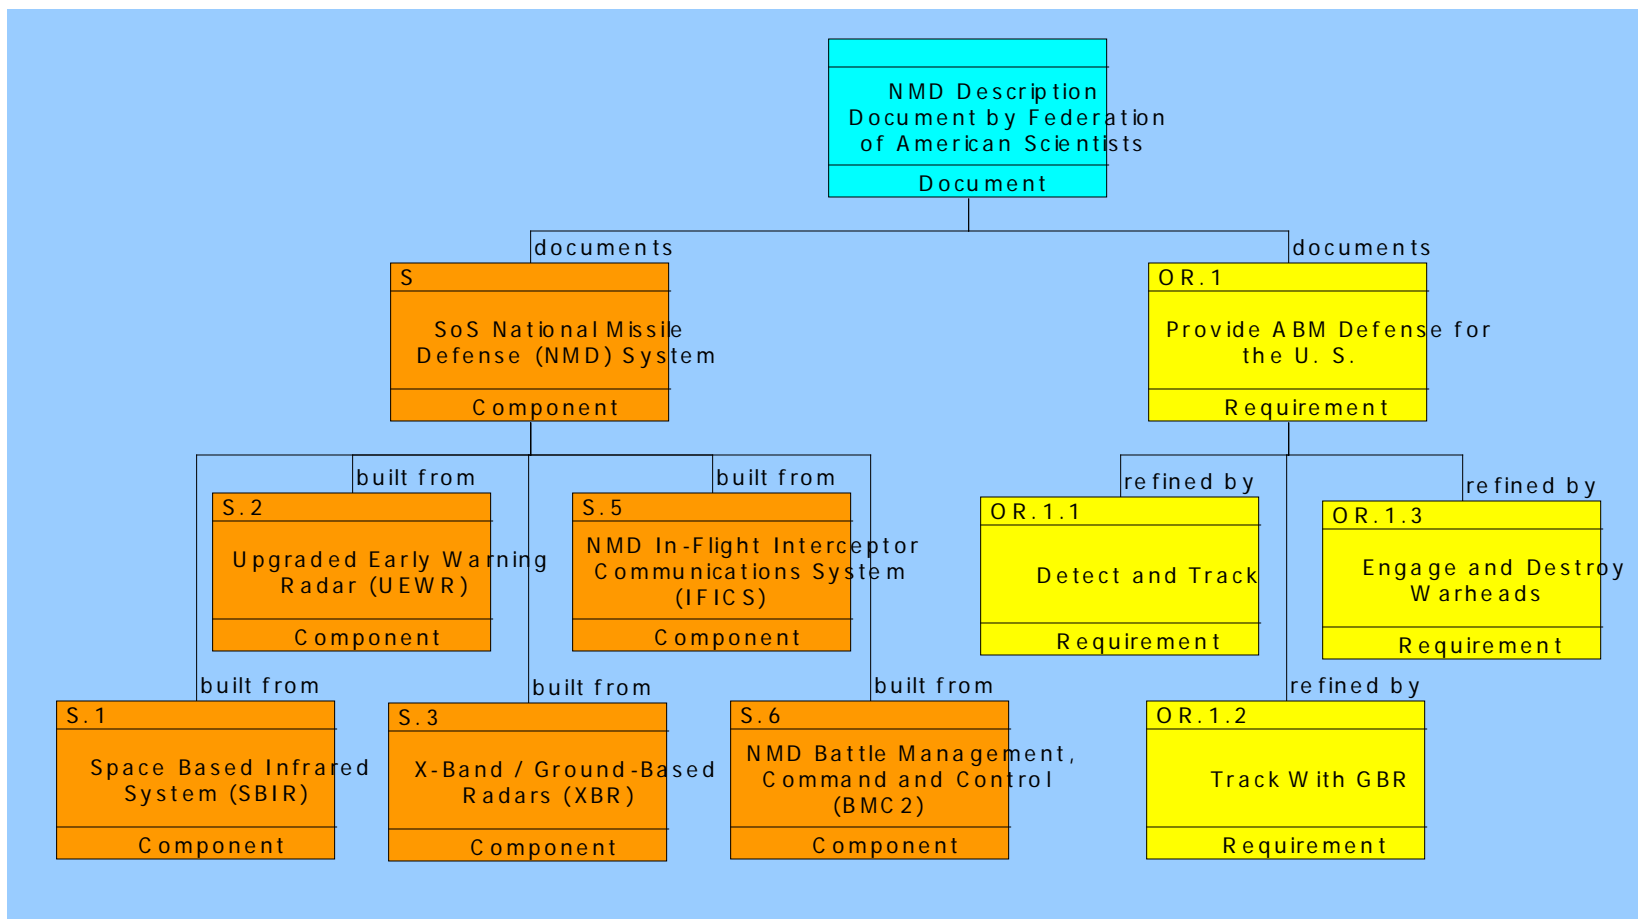 NMD Description
Document by Federation
of American Scientists
Document
documents
documents
S
SoS National Missile
Defense (NMD) System
Component
OR.1
Provide ABM Defense for
the U. S.
Requirement
built from
built from
refined by
refined by
S.2
Upgraded Early Warning
Radar (UEWR)
Component
S.5
NMD In-Flight Interceptor
Communications System
(IFICS)
Component
OR.1.1
Detect and Track
Requirement
OR.1.3
Engage and Destroy
Warheads
Requirement
built from
built from
built from
refined by
S.1
Space Based Infrared
System (SBIR)
Component
S.3
X-Band / Ground-Based
Radars (XBR)
Component
S.6
NMD Battle Management,
Command and Control
(BMC2)
Component
OR.1.2
Track With GBR
Requirement